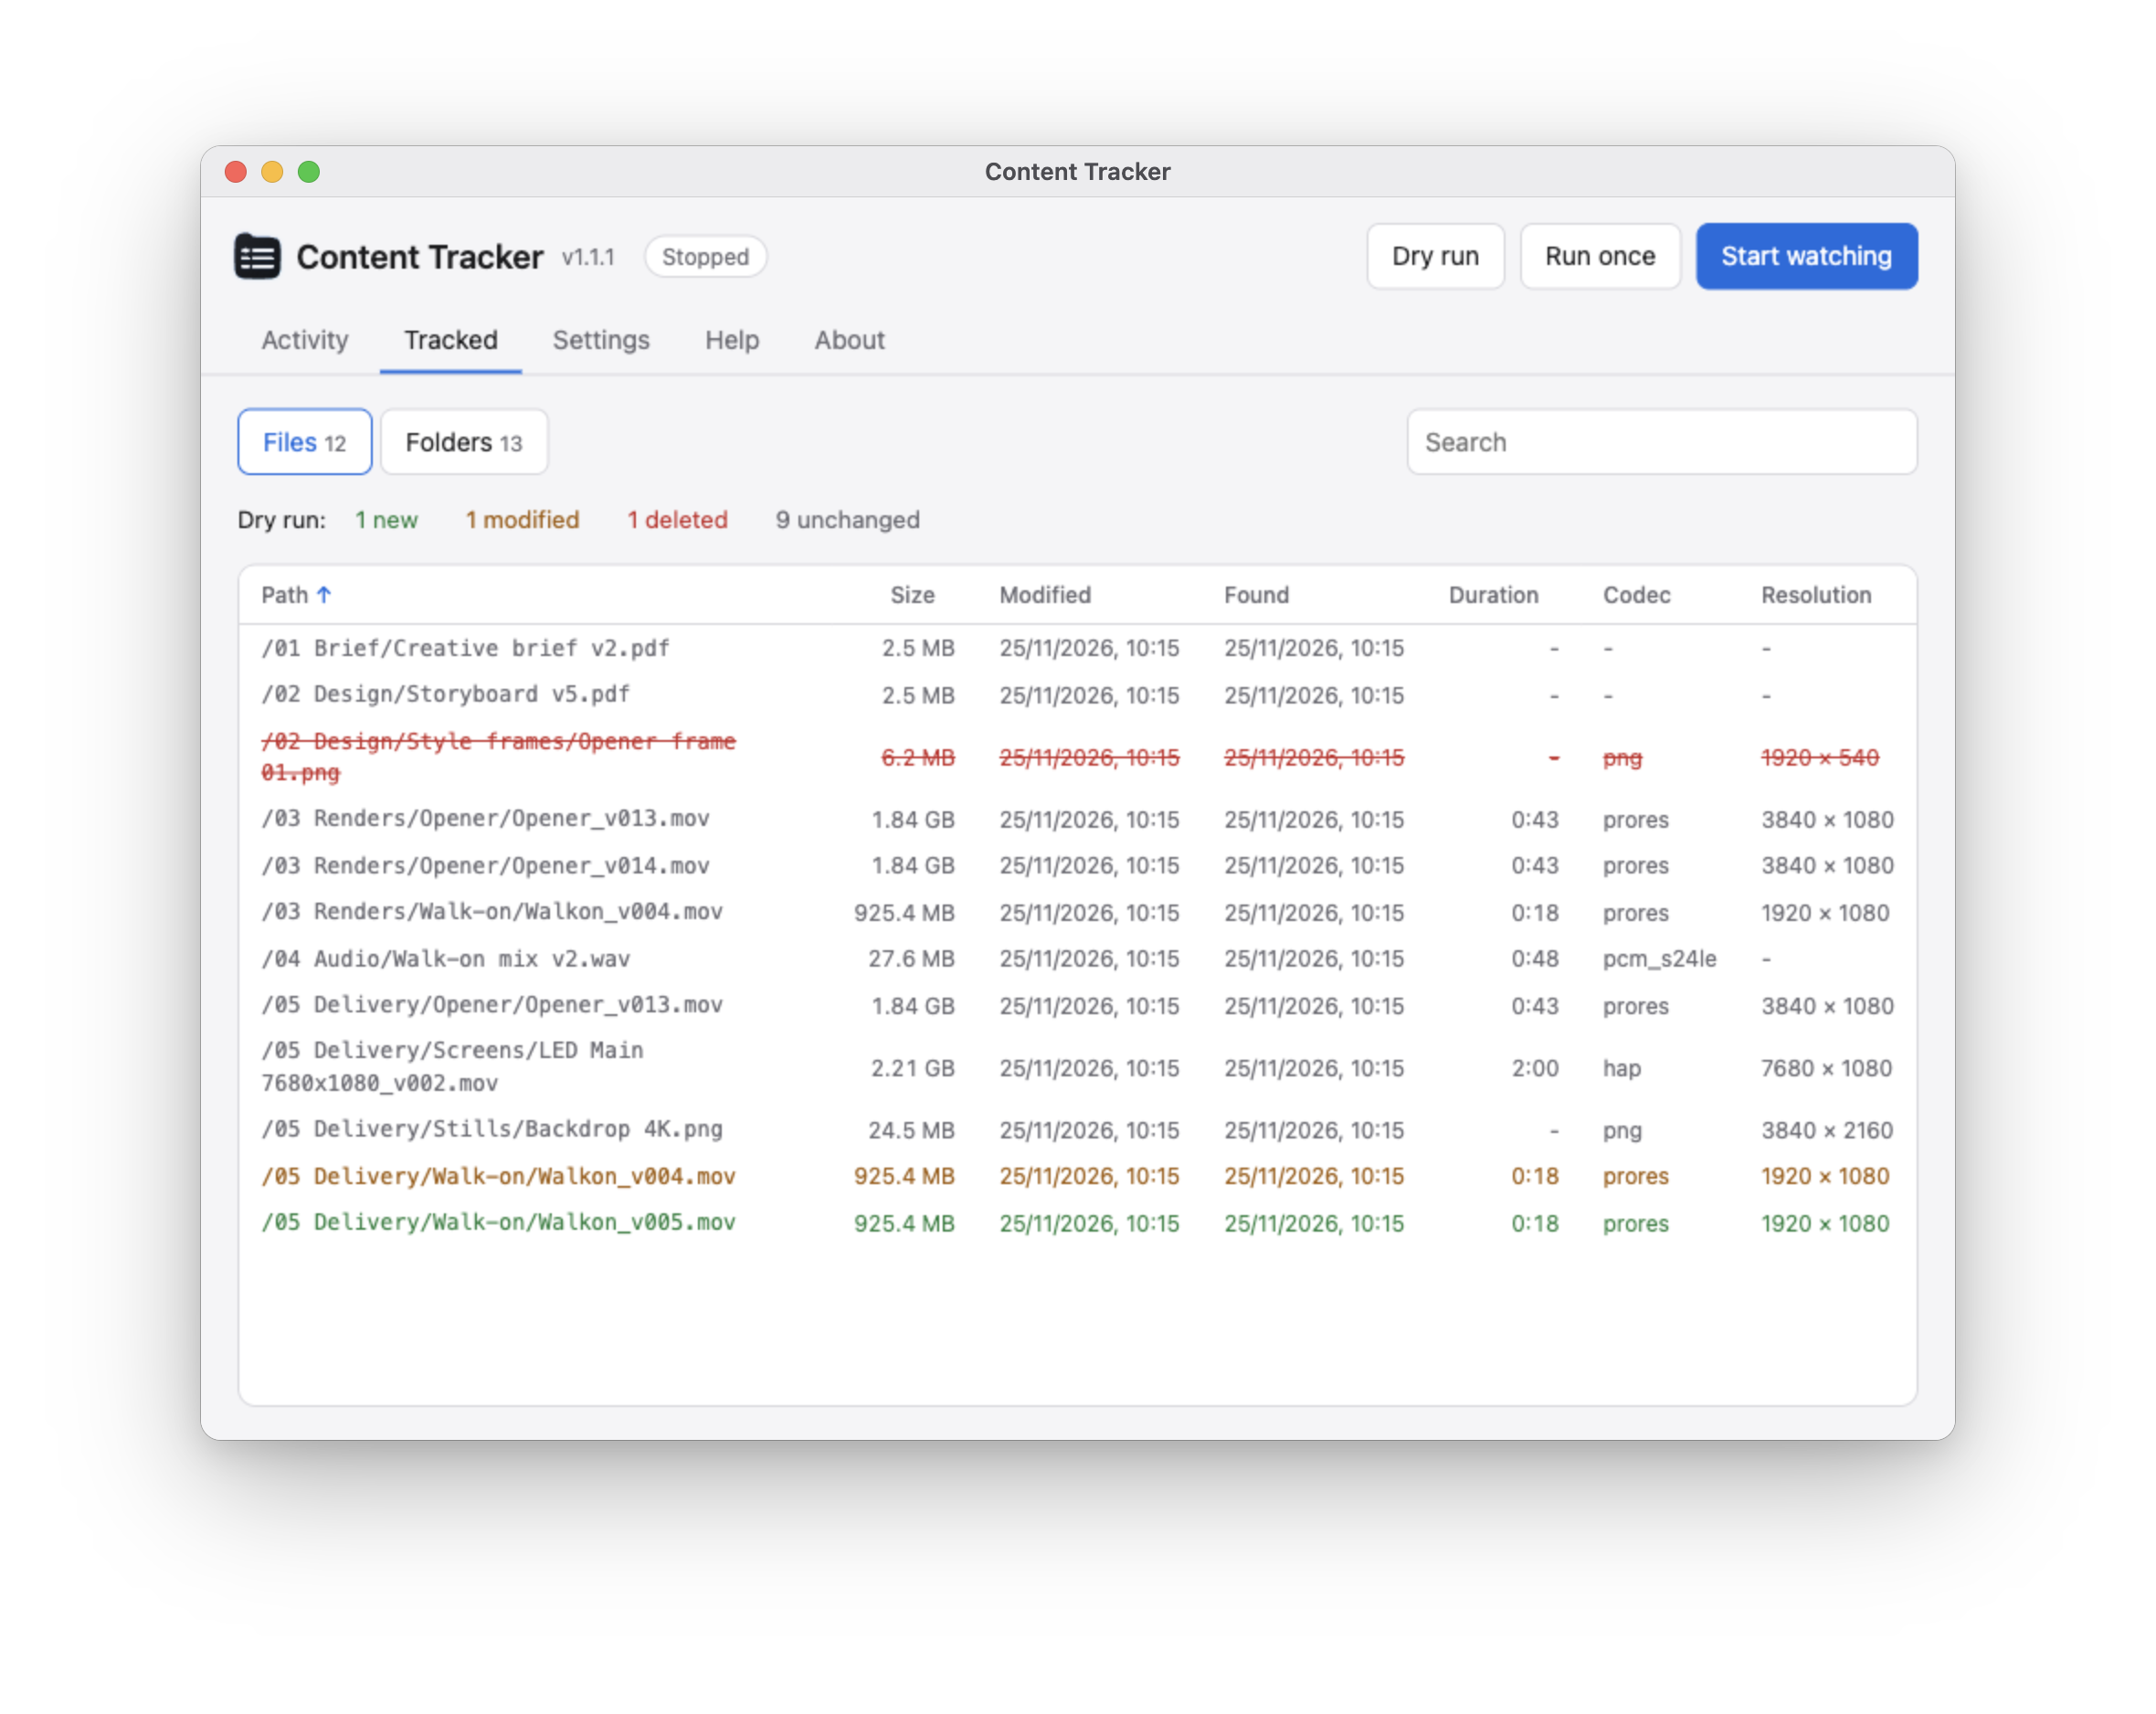 Content Tracker
Content Tracker v1.1.1 Stopped Dry run Run once Start watching
Activity Tracked Settings Help About
Files 12 Folders 13 Search
Dry run: 1 new 1 modified 1 deleted 9 unchanged
Path ↑ Size Modified Found Duration Codec Resolution
/01 Brief/Creative brief v2.pdf 2.5 MB 25/11/2026, 10:15 25/11/2026, 10:15 - - -
/02 Design/Storyboard v5.pdf 2.5 MB 25/11/2026, 10:15 25/11/2026, 10:15 - - -
/02 Design/Style frames/Opener frame
01.png 6.2 MB 25/11/2026, 10:15 25/11/2026, 10:15 - png 1920 × 540
/03 Renders/Opener/Opener_v013.mov 1.84 GB 25/11/2026, 10:15 25/11/2026, 10:15 0:43 prores 3840 × 1080
/03 Renders/Opener/Opener_v014.mov 1.84 GB 25/11/2026, 10:15 25/11/2026, 10:15 0:43 prores 3840 × 1080
/03 Renders/Walk-on/Walkon_v004.mov 925.4 MB 25/11/2026, 10:15 25/11/2026, 10:15 0:18 prores 1920 × 1080
/04 Audio/Walk-on mix v2.wav 27.6 MB 25/11/2026, 10:15 25/11/2026, 10:15 0:48 pcm_s24le -
/05 Delivery/Opener/Opener_v013.mov 1.84 GB 25/11/2026, 10:15 25/11/2026, 10:15 0:43 prores 3840 × 1080
/05 Delivery/Screens/LED Main
7680x1080_v002.mov 2.21 GB 25/11/2026, 10:15 25/11/2026, 10:15 2:00 hap 7680 × 1080
/05 Delivery/Stills/Backdrop 4K.png 24.5 MB 25/11/2026, 10:15 25/11/2026, 10:15 - png 3840 × 2160
/05 Delivery/Walk-on/Walkon_v004.mov 925.4 MB 25/11/2026, 10:15 25/11/2026, 10:15 0:18 prores 1920 × 1080
/05 Delivery/Walk-on/Walkon_v005.mov 925.4 MB 25/11/2026, 10:15 25/11/2026, 10:15 0:18 prores 1920 × 1080